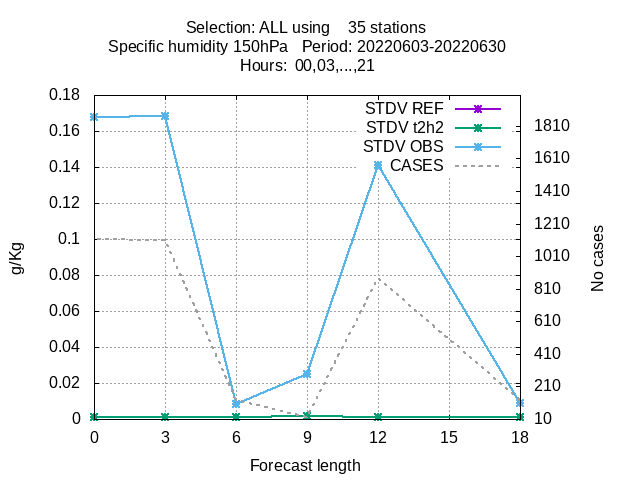 Selection: ALL using    35 stations
Specific humidity 150hPa   Period: 20220603-20220630
Hours: 00,03,...,21
STDV REF
STDV t2h2
STDV OBS
CASES
0.18
0.16
0.14
0.12
0.1
0.08
0.06
0.04
0.02
0
g/Kg
1810
1610
1410
1210
1010
810
610
410
210
10
No cases
0 3 6 9 12 15 18
Forecast length